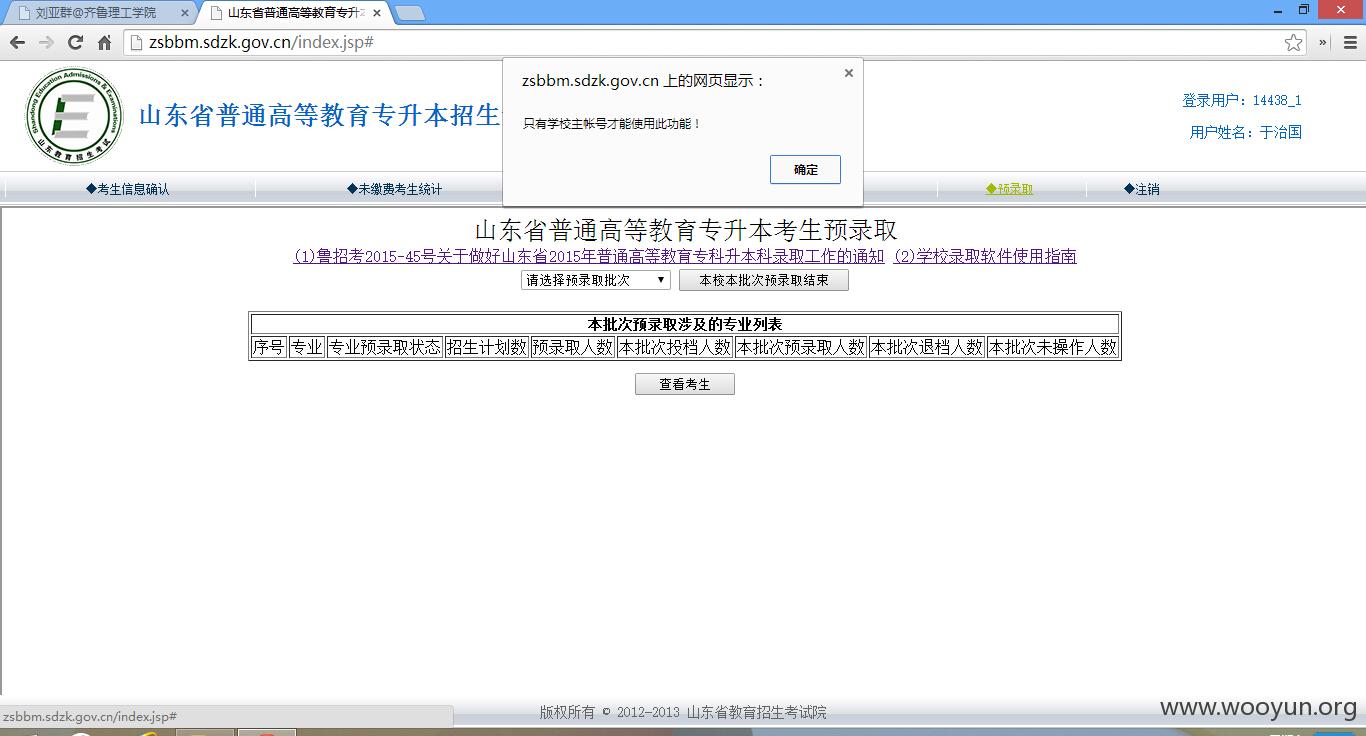 刘亚群@齐鲁理工学院
山东省普通高等教育专升
zsbbm.sdzk.gov.cn/index.jsp#
Shandong Education Admissions & Examinations
山东教育招生考试
山东省普通高等教育专升本招生
zsbbm.sdzk.gov.cn 上的网页显示：
只有学校主帐号才能使用此功能！
确定
登录用户：14438_1
用户姓名：于治国
◆考生信息确认 ◆未缴费考生统计 ◆预录取 ◆注销
山东省普通高等教育专升本考生预录取
(1)鲁招考2015-45号关于做好山东省2015年普通高等教育专科升本科录取工作的通知 (2)学校录取软件使用指南
请选择预录取批次 本校本批次预录取结束
本批次预录取涉及的专业列表
序号 专业 专业预录取状态 招生计划数 预录取人数 本批次投档人数 本批次预录取人数 本批次退档人数 本批次未操作人数
查看考生
zsbbm.sdzk.gov.cn/index.jsp#
版权所有 © 2012-2013 山东省教育招生考试院
www.wooyun.org